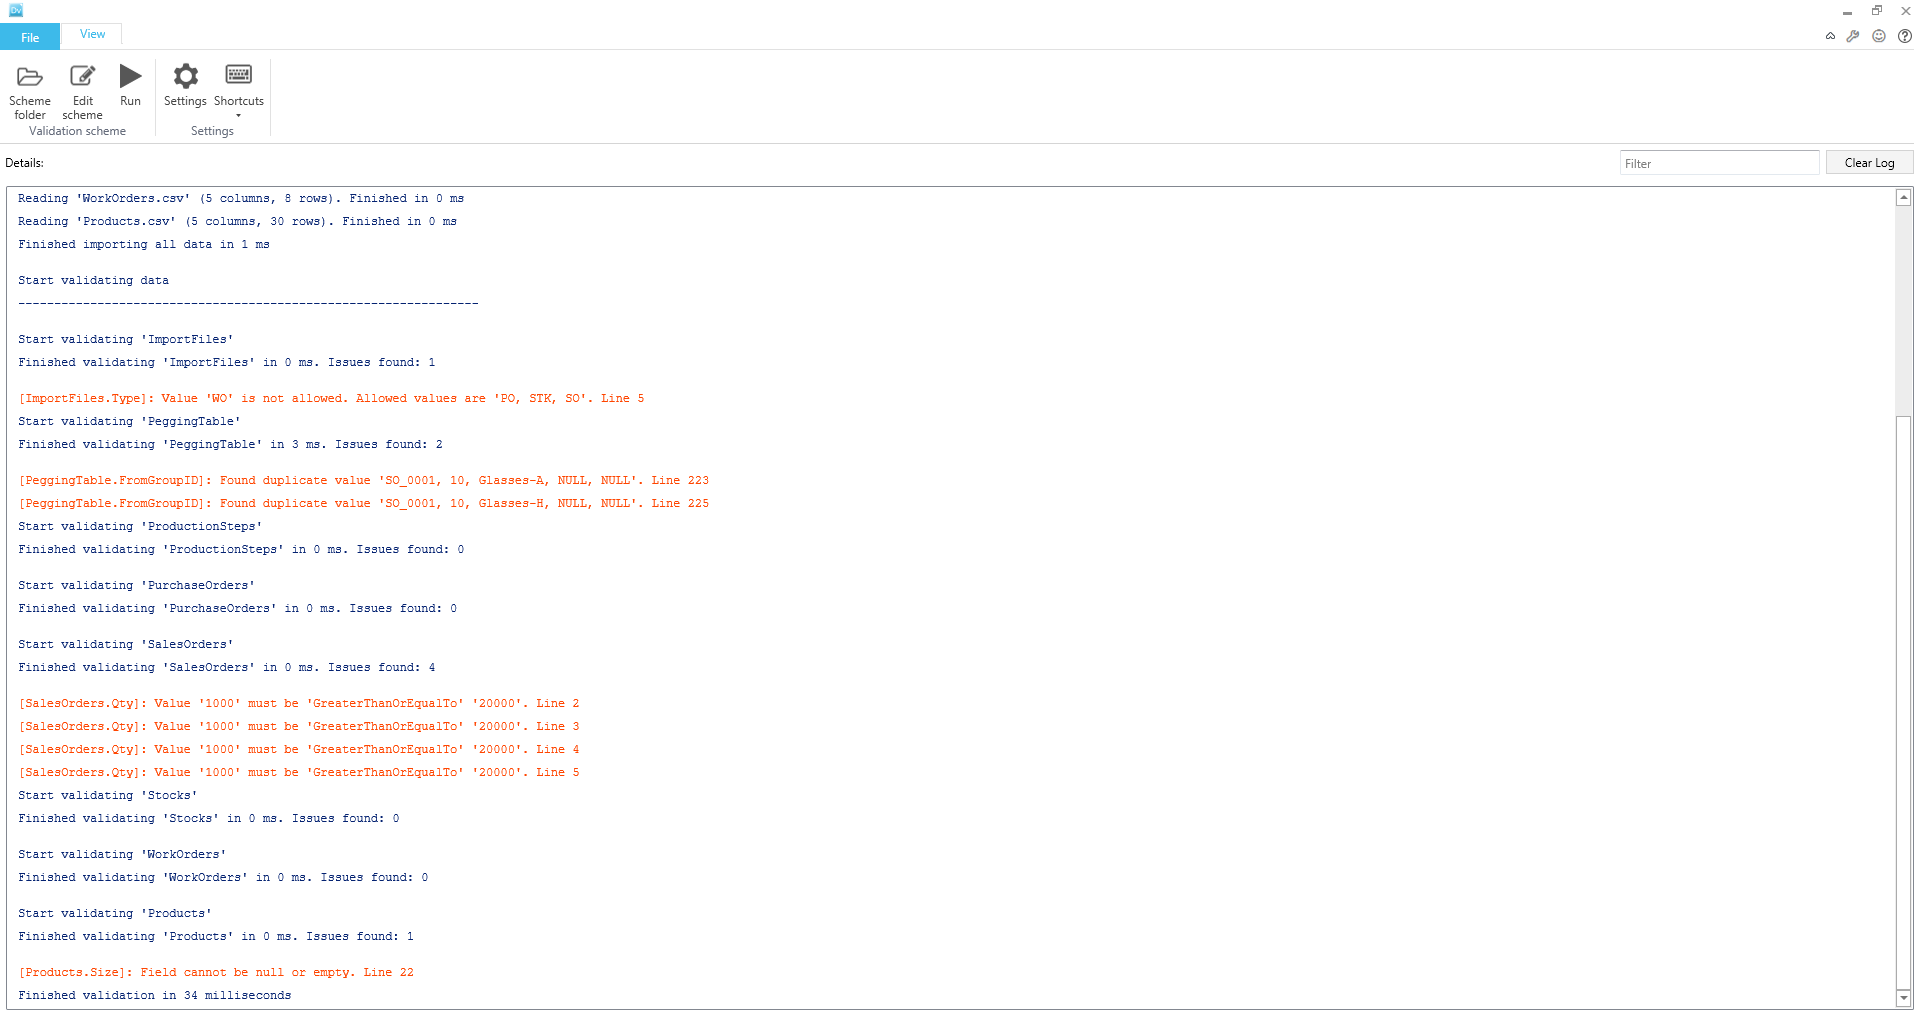 Dv
File
View
Scheme folder
Edit scheme
Run
Settings
Shortcuts
Validation scheme
Settings
Details:
Filter
Clear Log
Reading 'WorkOrders.csv' (5 columns, 8 rows). Finished in 0 ms
Reading 'Products.csv' (5 columns, 30 rows). Finished in 0 ms
Finished importing all data in 1 ms
Start validating data
----------------------------------------------------------------
Start validating 'ImportFiles'
Finished validating 'ImportFiles' in 0 ms. Issues found: 1
[ImportFiles.Type]: Value 'WO' is not allowed. Allowed values are 'PO, STK, SO'. Line 5
Start validating 'PeggingTable'
Finished validating 'PeggingTable' in 3 ms. Issues found: 2
[PeggingTable.FromGroupID]: Found duplicate value 'SO_0001, 10, Glasses-A, NULL, NULL'. Line 223
[PeggingTable.FromGroupID]: Found duplicate value 'SO_0001, 10, Glasses-H, NULL, NULL'. Line 225
Start validating 'ProductionSteps'
Finished validating 'ProductionSteps' in 0 ms. Issues found: 0
Start validating 'PurchaseOrders'
Finished validating 'PurchaseOrders' in 0 ms. Issues found: 0
Start validating 'SalesOrders'
Finished validating 'SalesOrders' in 0 ms. Issues found: 4
[SalesOrders.Qty]: Value '1000' must be 'GreaterThanOrEqualTo' '20000'. Line 2
[SalesOrders.Qty]: Value '1000' must be 'GreaterThanOrEqualTo' '20000'. Line 3
[SalesOrders.Qty]: Value '1000' must be 'GreaterThanOrEqualTo' '20000'. Line 4
[SalesOrders.Qty]: Value '1000' must be 'GreaterThanOrEqualTo' '20000'. Line 5
Start validating 'Stocks'
Finished validating 'Stocks' in 0 ms. Issues found: 0
Start validating 'WorkOrders'
Finished validating 'WorkOrders' in 0 ms. Issues found: 0
Start validating 'Products'
Finished validating 'Products' in 0 ms. Issues found: 1
[Products.Size]: Field cannot be null or empty. Line 22
Finished validation in 34 milliseconds